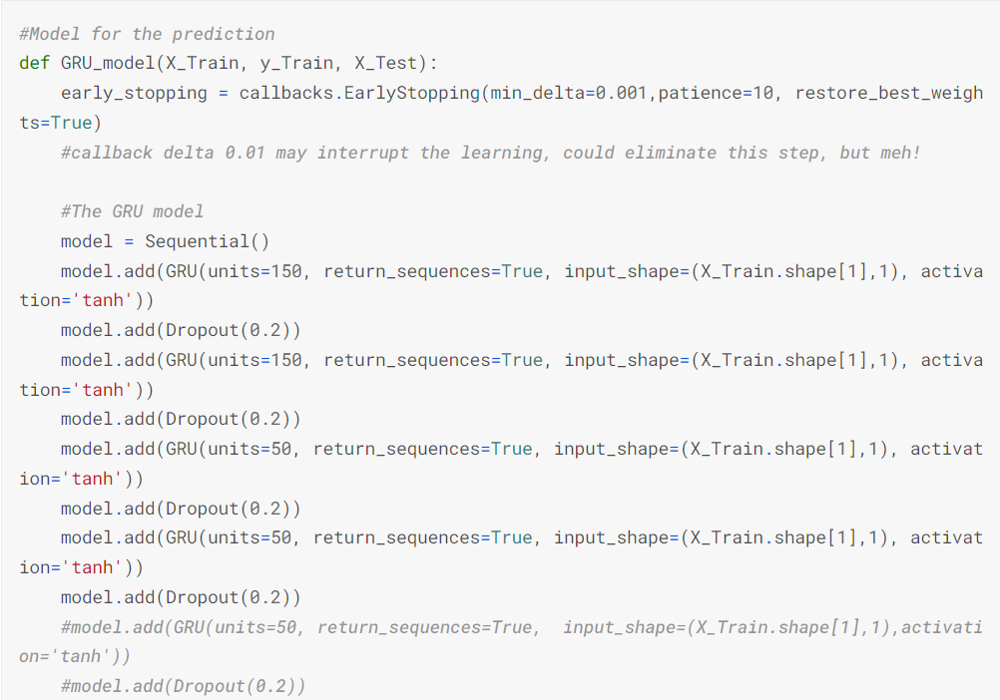 #Model for the prediction
def GRU_model(X_Train, y_Train, X_Test):
    early_stopping = callbacks.EarlyStopping(min_delta=0.001,patience=10, restore_best_weigh
ts=True)
    #callback delta 0.01 may interrupt the learning, could eliminate this step, but meh!

    #The GRU model
    model = Sequential()
    model.add(GRU(units=150, return_sequences=True, input_shape=(X_Train.shape[1],1), activa
tion='tanh'))
    model.add(Dropout(0.2))
    model.add(GRU(units=150, return_sequences=True, input_shape=(X_Train.shape[1],1), activa
tion='tanh'))
    model.add(Dropout(0.2))
    model.add(GRU(units=50, return_sequences=True, input_shape=(X_Train.shape[1],1), activat
ion='tanh'))
    model.add(Dropout(0.2))
    model.add(GRU(units=50, return_sequences=True, input_shape=(X_Train.shape[1],1), activat
ion='tanh'))
    model.add(Dropout(0.2))
    #model.add(GRU(units=50, return_sequences=True,  input_shape=(X_Train.shape[1],1),activati
on='tanh'))
    #model.add(Dropout(0.2))